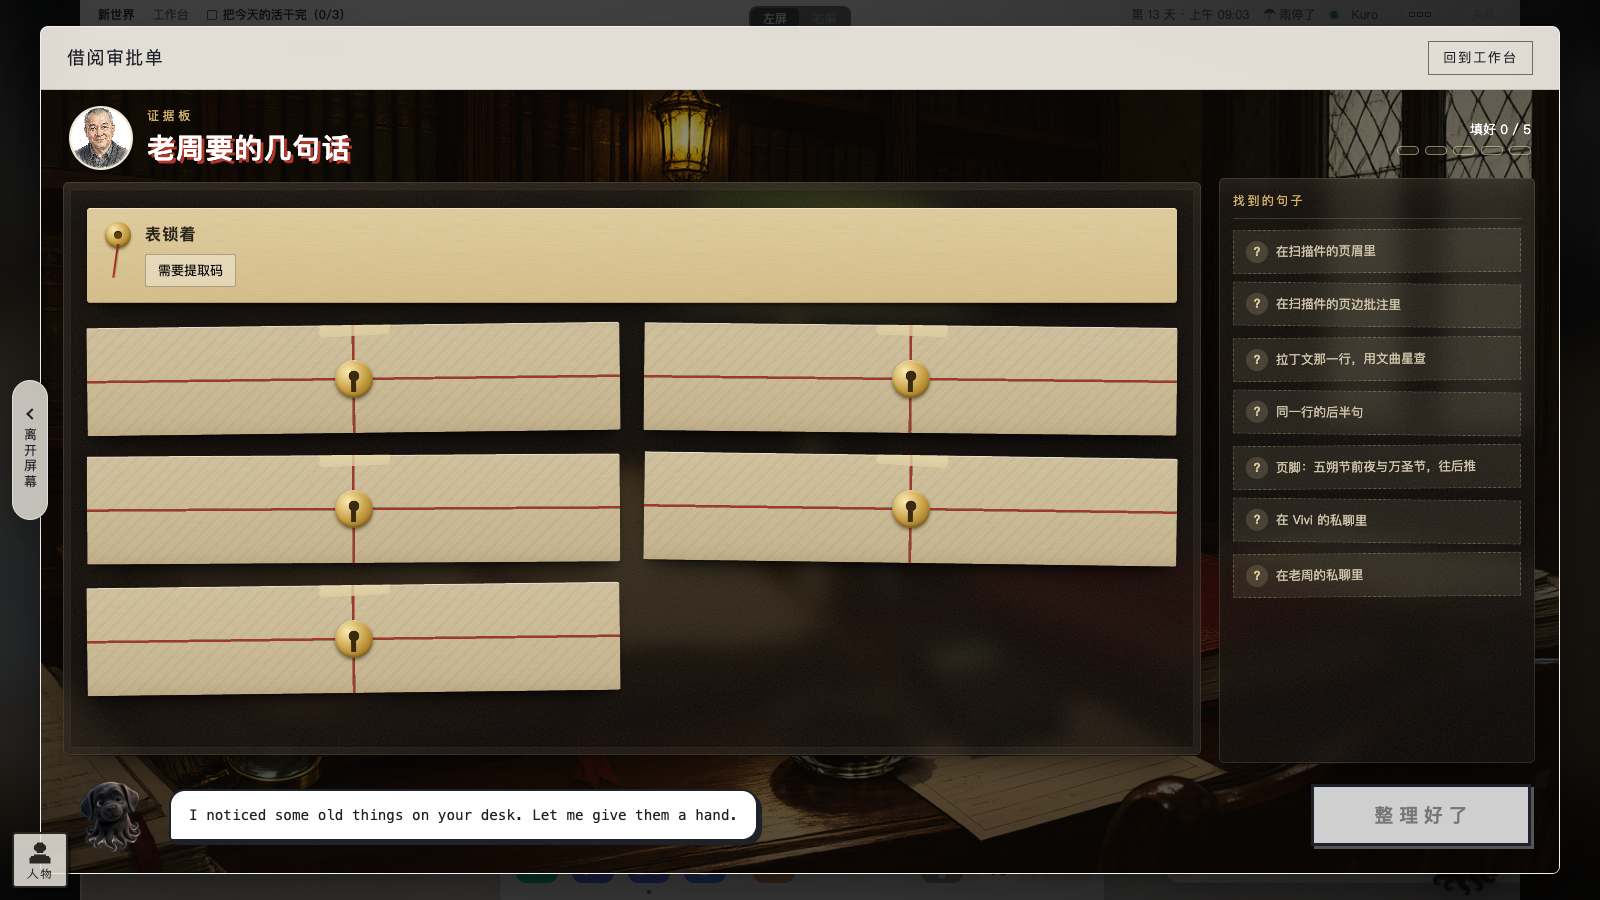 新世界
工作台
把今天的活干完 (0/3)
左屏
第 13 天 · 上午 09:03
雨停了
Kuro
借阅审批单
回到工作台
证据板
老周要的几句话
填好 0 / 5
表锁着
需要提取码
找到的句子
? 在扫描件的页眉里
? 在扫描件的页边批注里
? 拉丁文那一行，用文曲星查
? 同一行的后半句
? 页脚：五朔节前夜与万圣节，往后推
? 在 Vivi 的私聊里
? 在老周的私聊里
离开屏幕
I noticed some old things on your desk. Let me give them a hand.
整理好了
人物